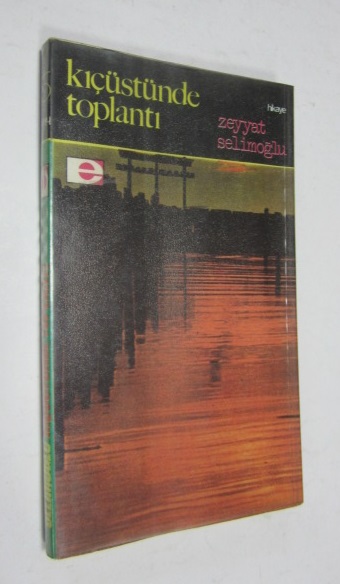 kıçüstünde
toplantı
hikaye
zeyyat
selimoğlu
e